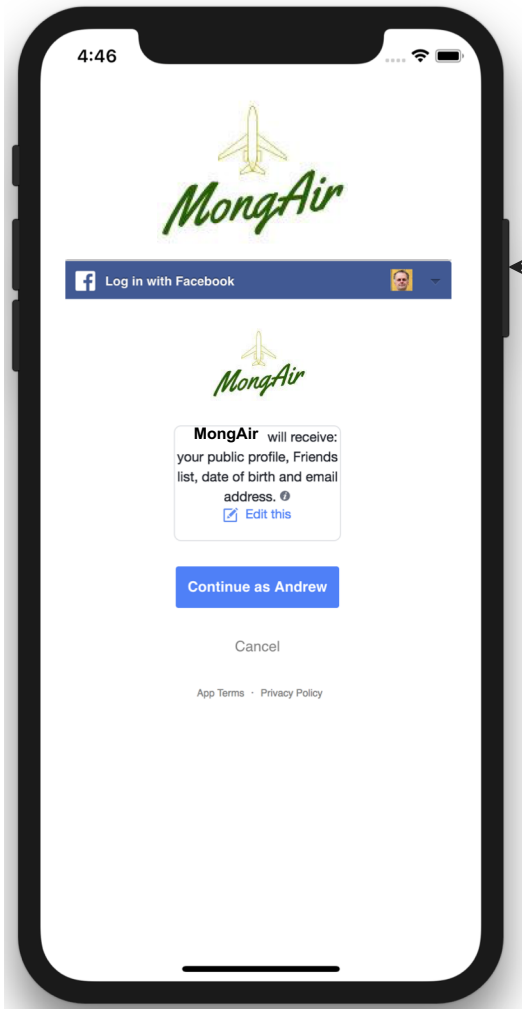 4:46
MongAir
Log in with Facebook
MongAir
MongAir will receive:
your public profile, Friends
list, date of birth and email
address.
Edit this
Continue as Andrew
Cancel
App Terms · Privacy Policy